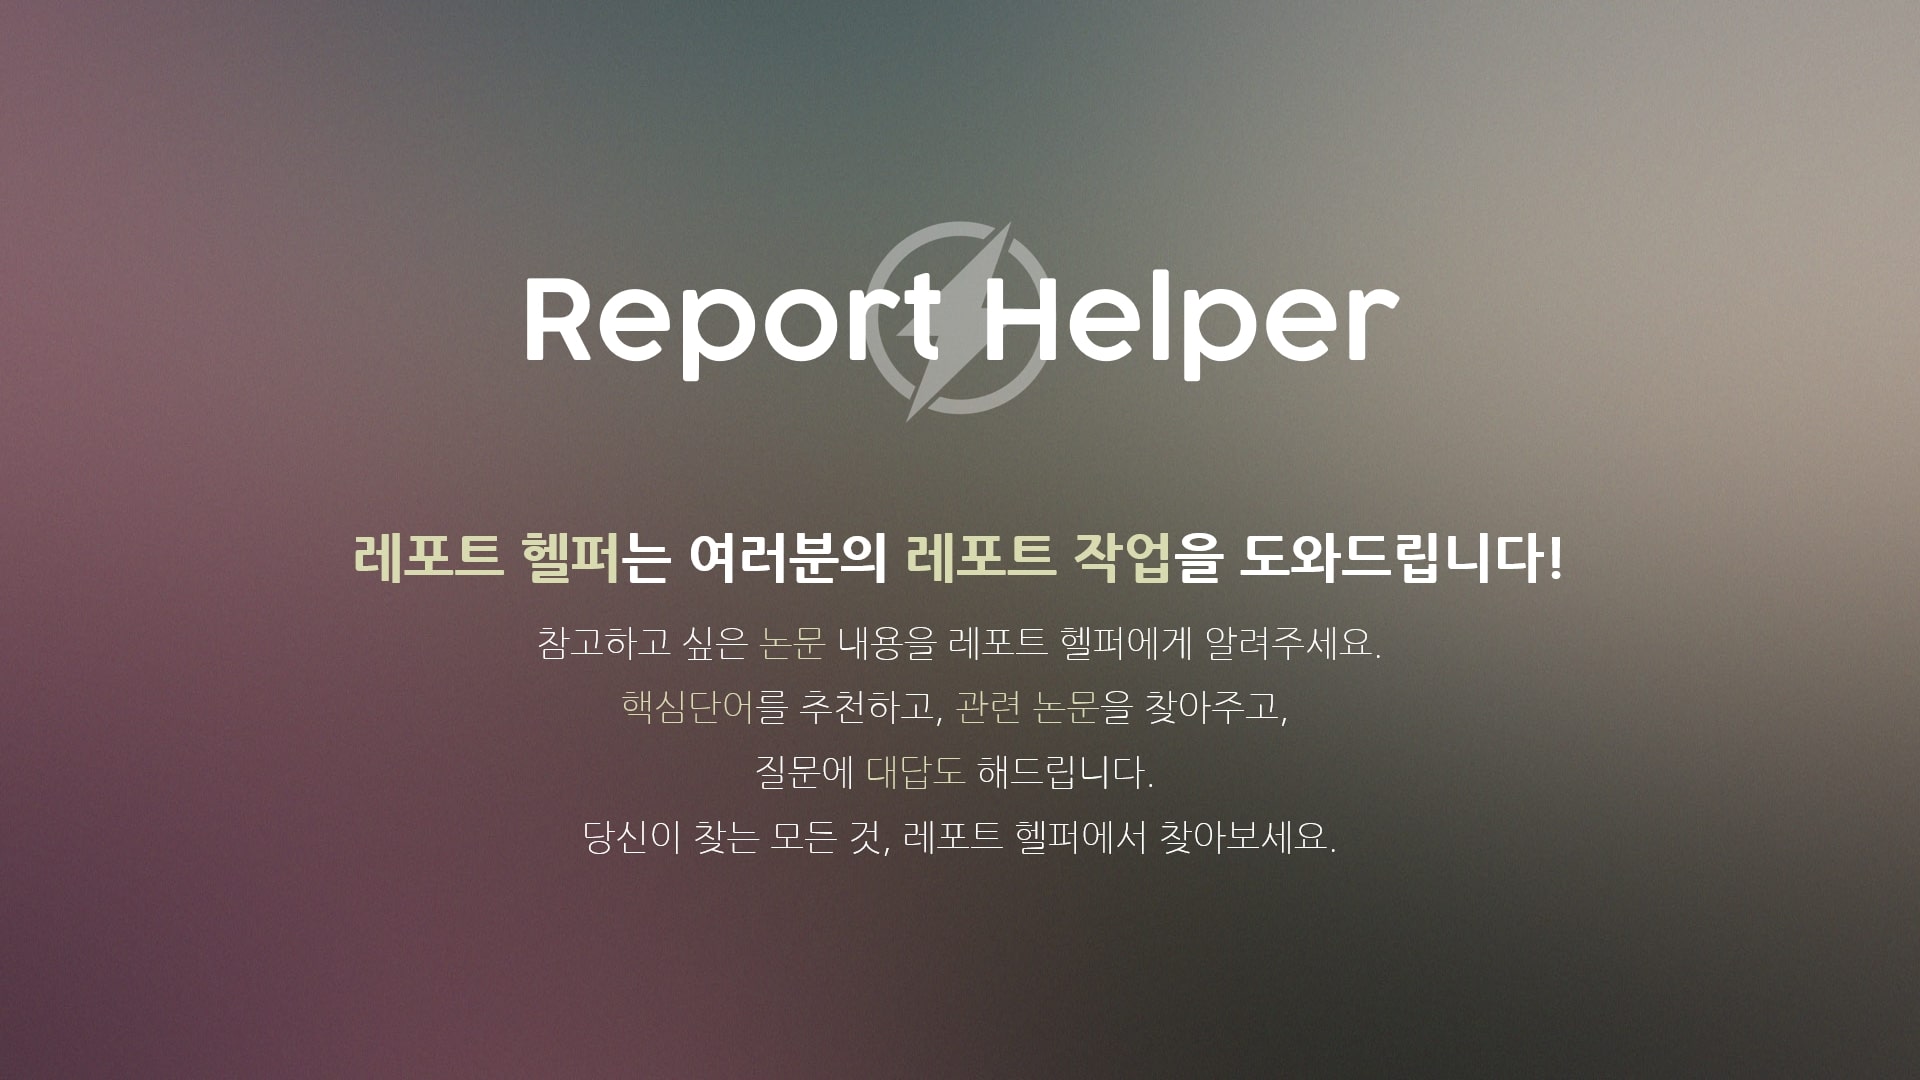 Report Helper
레포트 헬퍼는 여러분의 레포트 작업을 도와드립니다!
참고하고 싶은 논문 내용을 레포트 헬퍼에게 알려주세요.
핵심단어를 추천하고, 관련 논문을 찾아주고,
질문에 대답도 해드립니다.
당신이 찾는 모든 것, 레포트 헬퍼에서 찾아보세요.